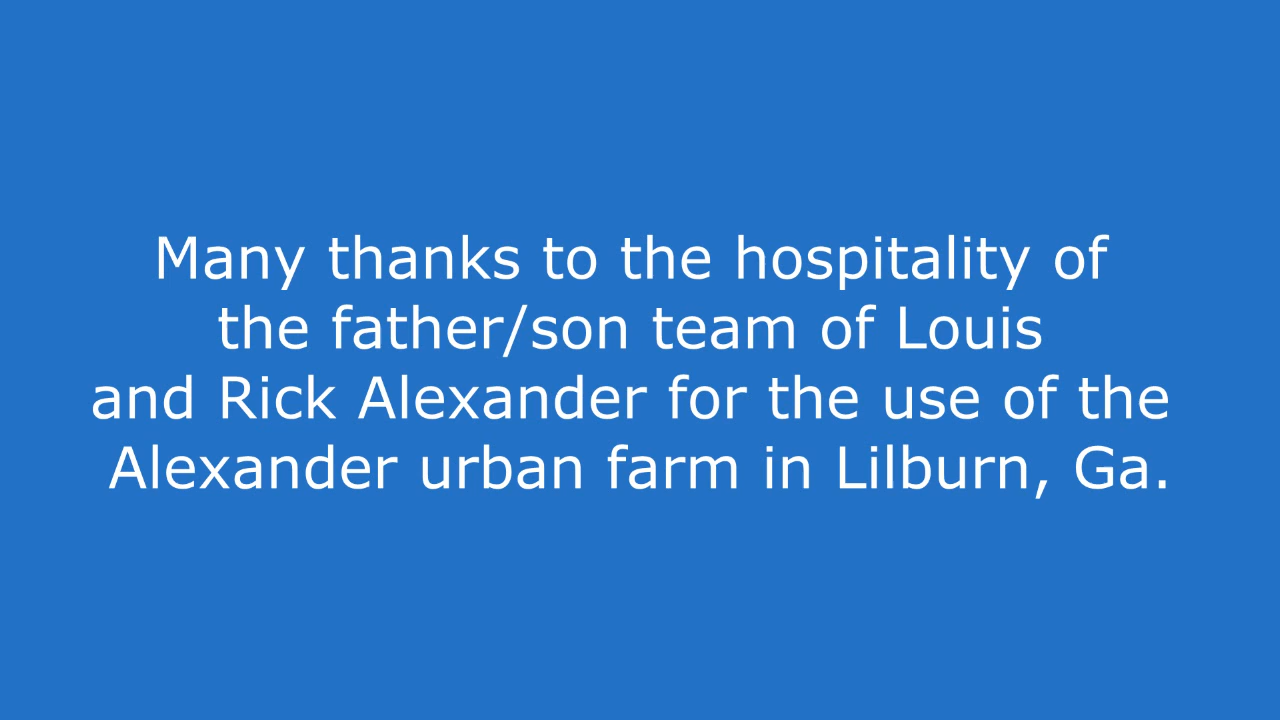 Many thanks to the hospitality of
the father/son team of Louis
and Rick Alexander for the use of the
Alexander urban farm in Lilburn, Ga.